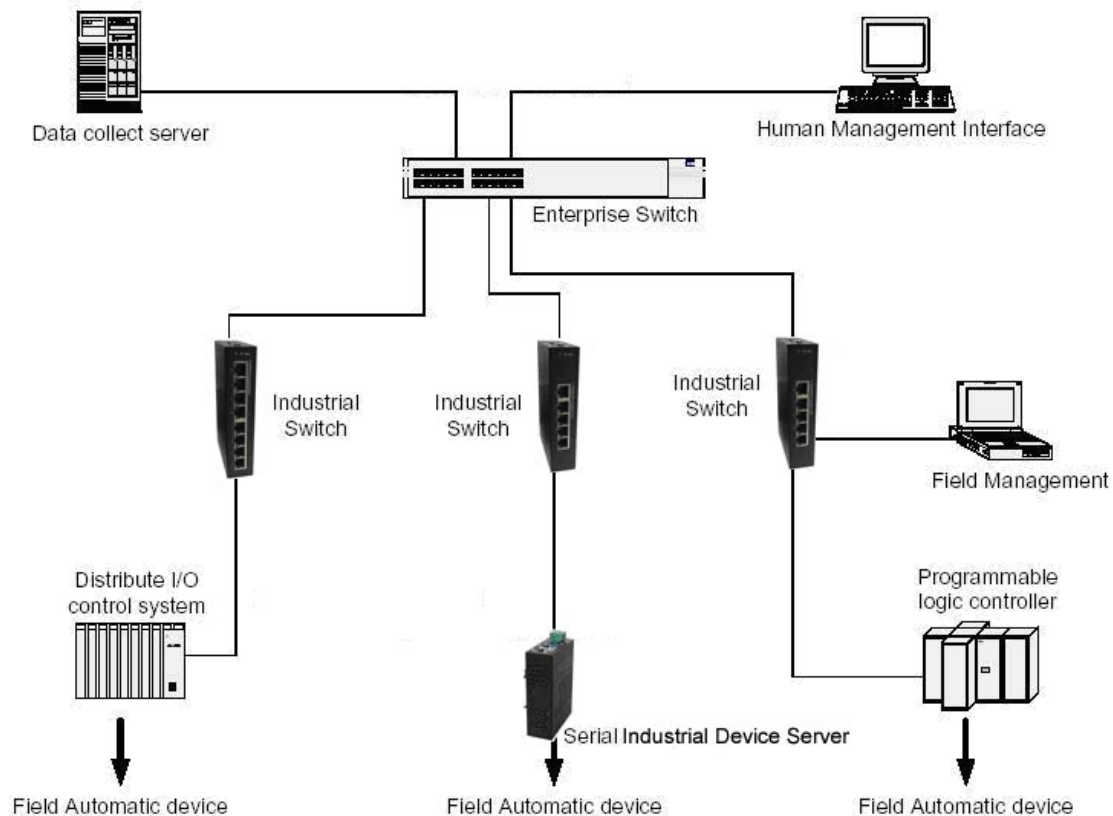 Data collect server
Human Management Interface
Enterprise Switch
Industrial
Switch
Industrial
Switch
Industrial
Switch
Field Management
Distribute I/O
control system
Programmable
logic controller
Serial Industrial Device Server
Field Automatic device
Field Automatic device
Field Automatic device